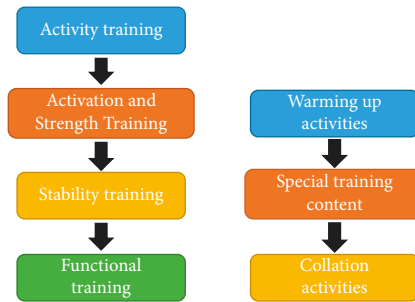 Activity training
Activation and
Strength Training
Stability training
Functional
training
Warming up
activities
Special training
content
Collation
activities